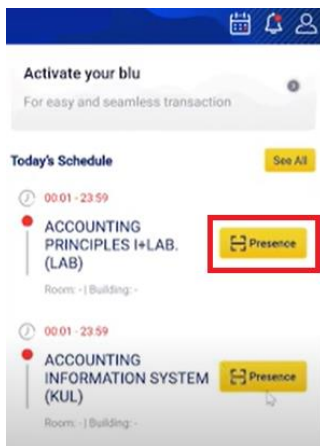 Activate your blu
For easy and seamless transaction
Today's Schedule
See All
00:01 - 23:59
ACCOUNTING
PRINCIPLES I+LAB.
(LAB)
Presence
Room: - | Building: -
00:01 - 23:59
ACCOUNTING
INFORMATION SYSTEM
(KUL)
Presence
Room: - | Building: -